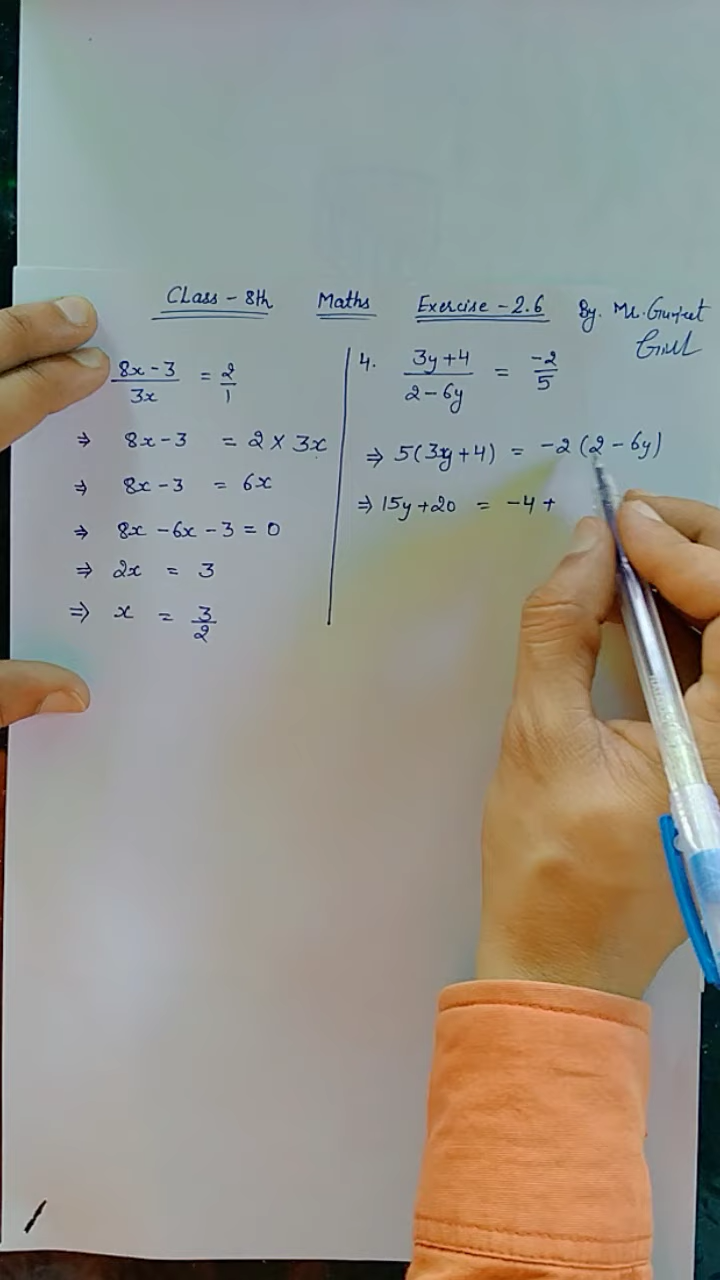 Class - 8th Maths Exercise - 2.6 By. Mr. Gurjeet
Gill
8x - 3 / 3x = 2 / 1
⇒ 8x - 3 = 2 × 3x
⇒ 8x - 3 = 6x
⇒ 8x - 6x - 3 = 0
⇒ 2x = 3
⇒ x = 3 / 2
4. 3y + 4 / 2 - 6y = -2 / 5
⇒ 5(3y + 4) = -2(2 - 6y)
⇒ 15y + 20 = -4 +